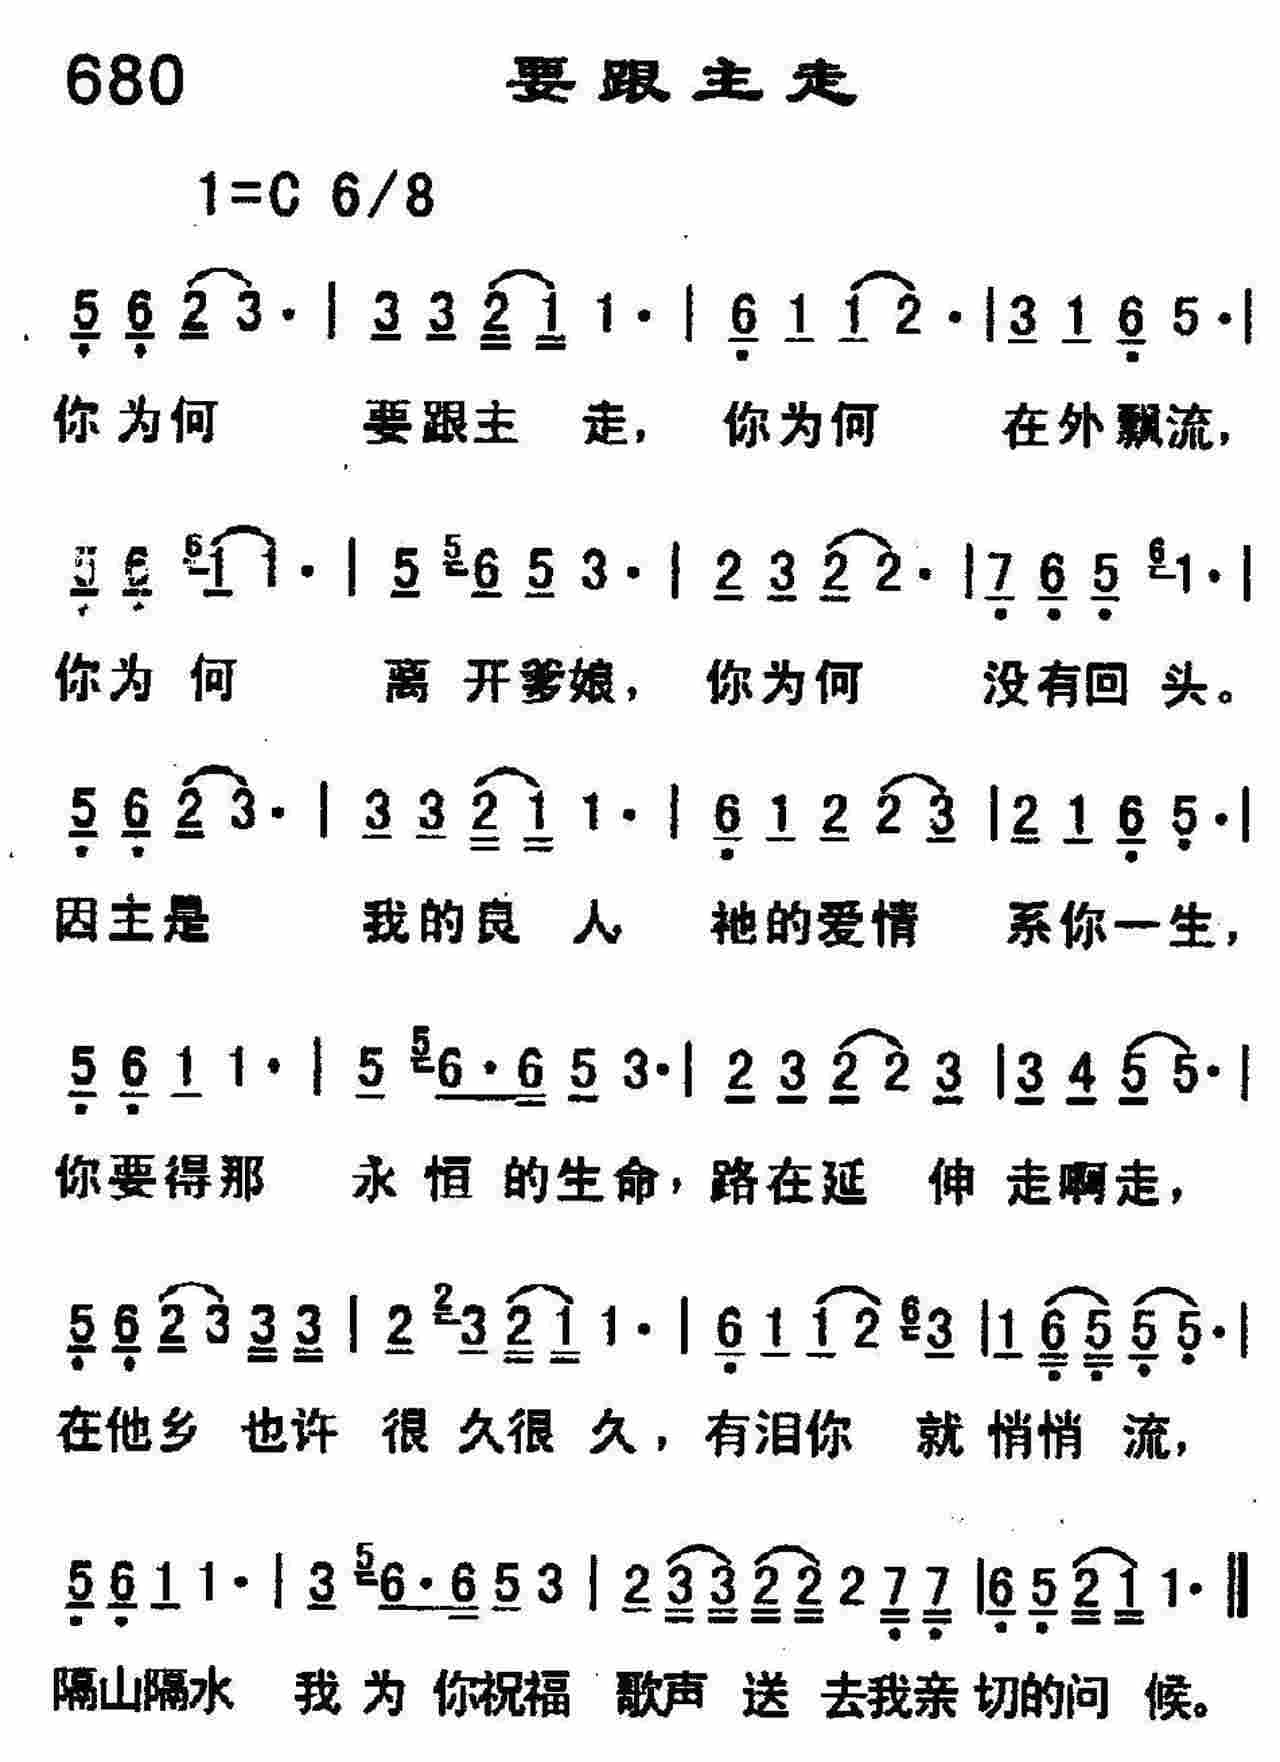 680 要跟主走
1=C 6/8
5 6 2 3· | 3 3 2 1 1· | 6 1 1 2· | 3 1 6 5· |
你为何 要跟主 走, 你为何 在外飘流,
5 6 6 1 1· | 5 5 6 5 3· | 2 3 2 2· | 7 6 5 6 1· |
你为 何 离 开爹娘, 你为何 没有回 头。
5 6 2 3· | 3 3 2 1 1· | 6 1 2 2 3 | 2 1 6 5· |
因主是 我的良 人, 祂的爱情 系你一生,
5 6 1 1· | 5 5 6· 6 5 3· | 2 3 2 2 3 | 3 4 5 5· |
你要得那 永 恒 的生命, 路在延 伸 走啊走,
5 6 2 3 3 3 | 2 2 3 2 1 1· | 6 1 1 2 6 3 | 1 6 5 5 5· |
在他乡 也许 很 久很 久, 有泪你 就 悄悄 流,
5 6 1 1· | 3 5 6· 6 5 3 | 2 3 3 2 2 2 7 7 | 6 5 2 1 1· ‖
隔山隔水 我 为 你祝福 歌声 送 去我亲 切的问 候。